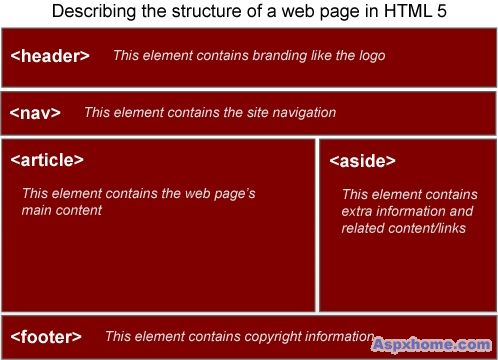 Describing the structure of a web page in HTML 5
<header> This element contains branding like the logo
<nav> This element contains the site navigation
<article>
This element contains the web page's
main content
<aside>
This element contains
extra information and
related content/links
<footer> This element contains copyright information
Aspxhome.com